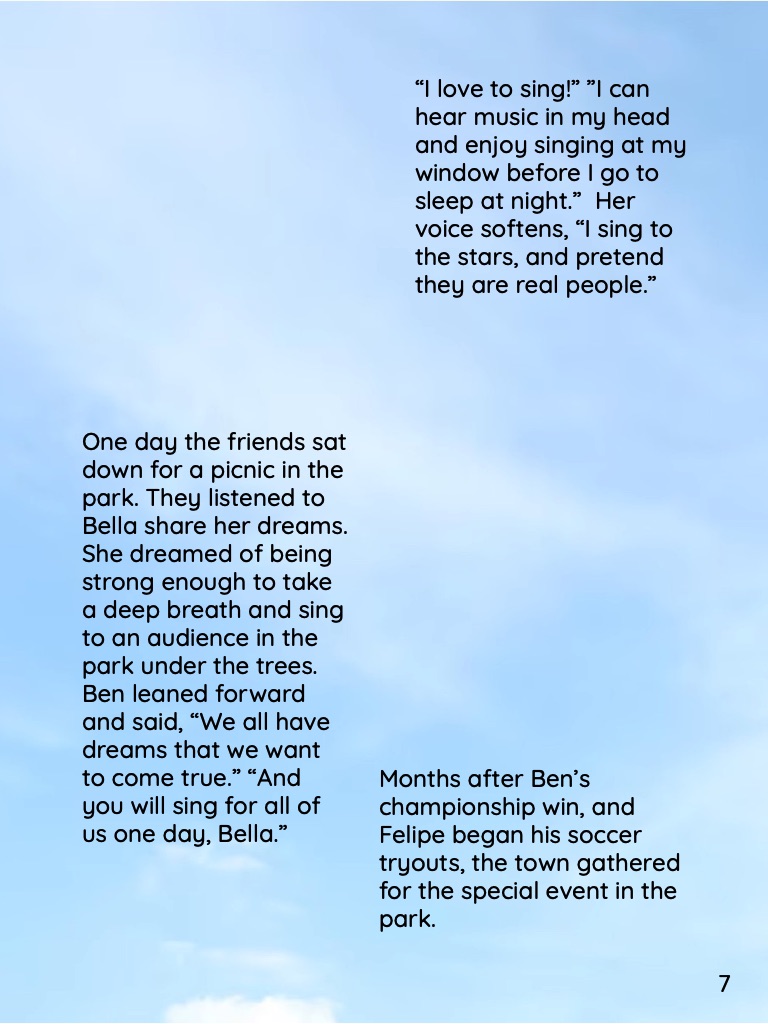 “I love to sing!” ”I can
hear music in my head
and enjoy singing at my
window before I go to
sleep at night.”  Her
voice softens, “I sing to
the stars, and pretend
they are real people.”
One day the friends sat
down for a picnic in the
park. They listened to
Bella share her dreams.
She dreamed of being
strong enough to take
a deep breath and sing
to an audience in the
park under the trees.
Ben leaned forward
and said, “We all have
dreams that we want
to come true.” “And
you will sing for all of
us one day, Bella.”
Months after Ben’s
championship win, and
Felipe began his soccer
tryouts, the town gathered
for the special event in the
park.
7